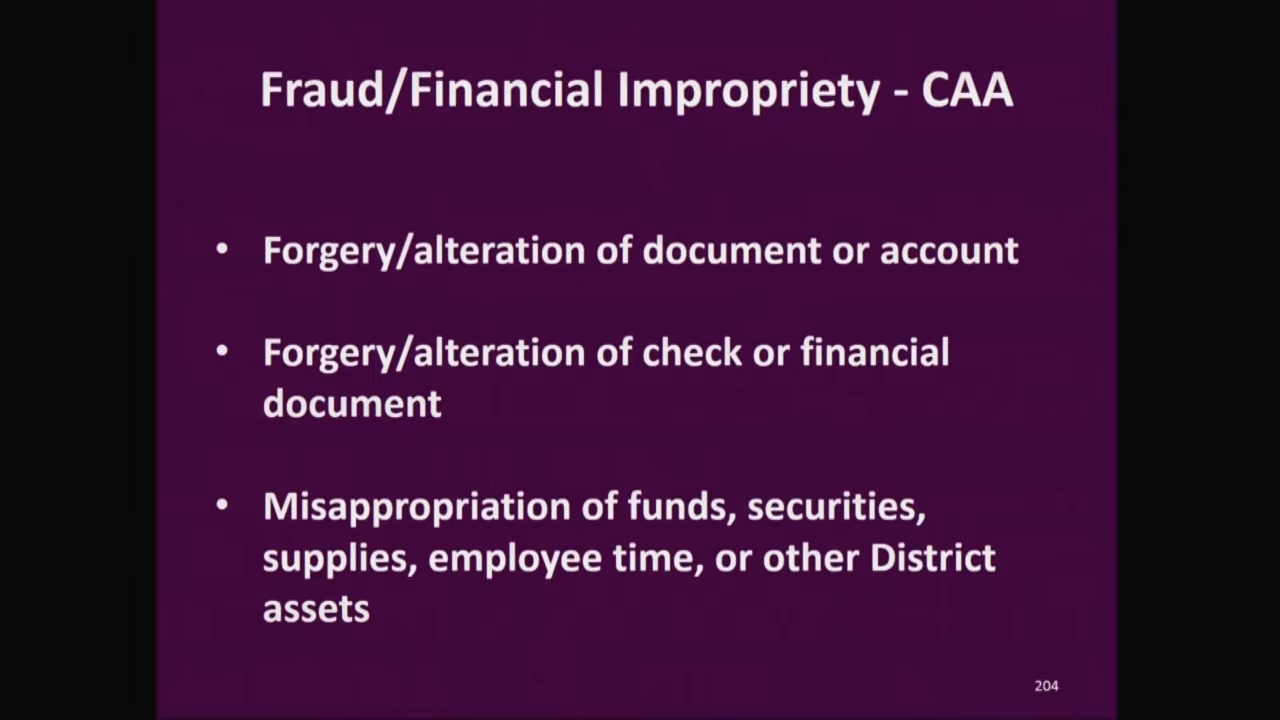 Fraud/Financial Impropriety - CAA
• Forgery/alteration of document or account
• Forgery/alteration of check or financial
document
• Misappropriation of funds, securities,
supplies, employee time, or other District
assets
204